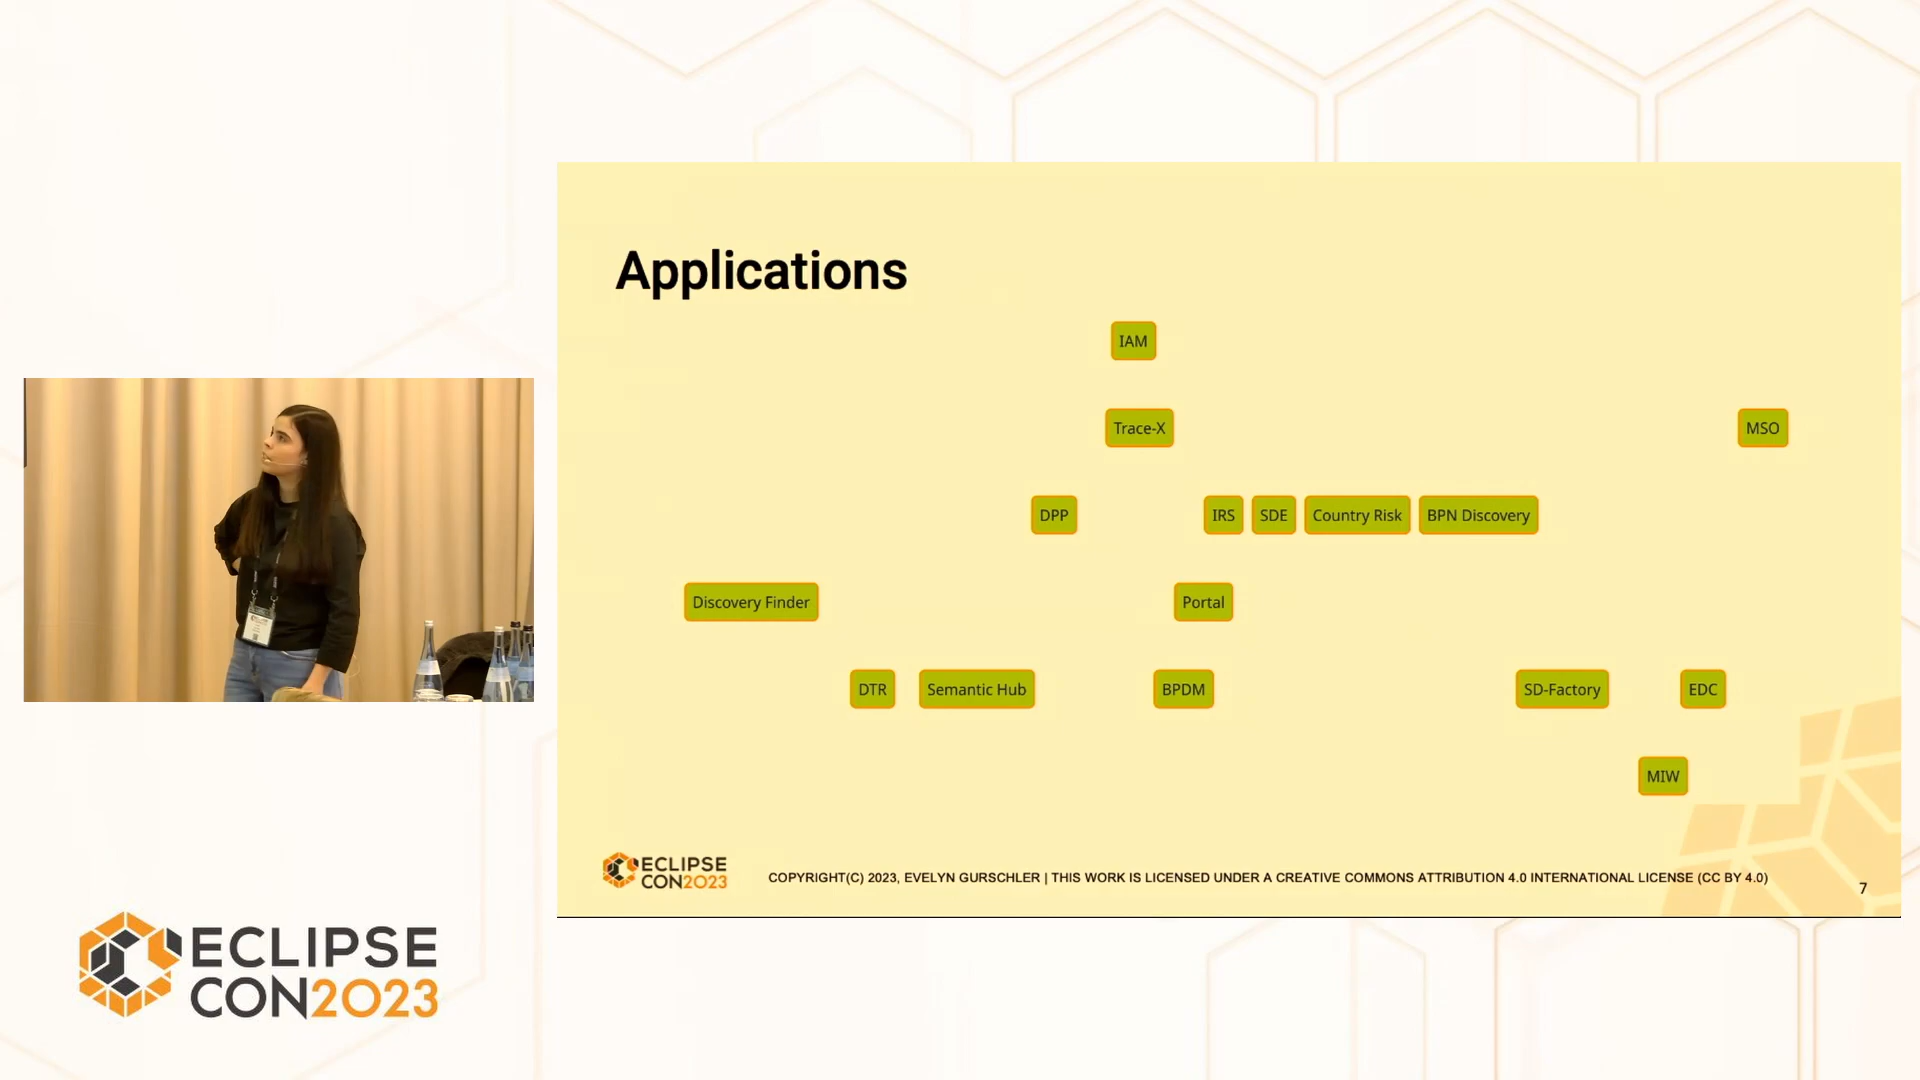 Applications
IAM
Trace-X
MSO
DPP
IRS
SDE
Country Risk
BPN Discovery
Discovery Finder
Portal
DTR
Semantic Hub
BPDM
SD-Factory
EDC
MIW
ECLIPSE
CON2023
COPYRIGHT(C) 2023, EVELYN GURSCHLER | THIS WORK IS LICENSED UNDER A CREATIVE COMMONS ATTRIBUTION 4.0 INTERNATIONAL LICENSE (CC BY 4.0)
7
ECLIPSE
CON2023